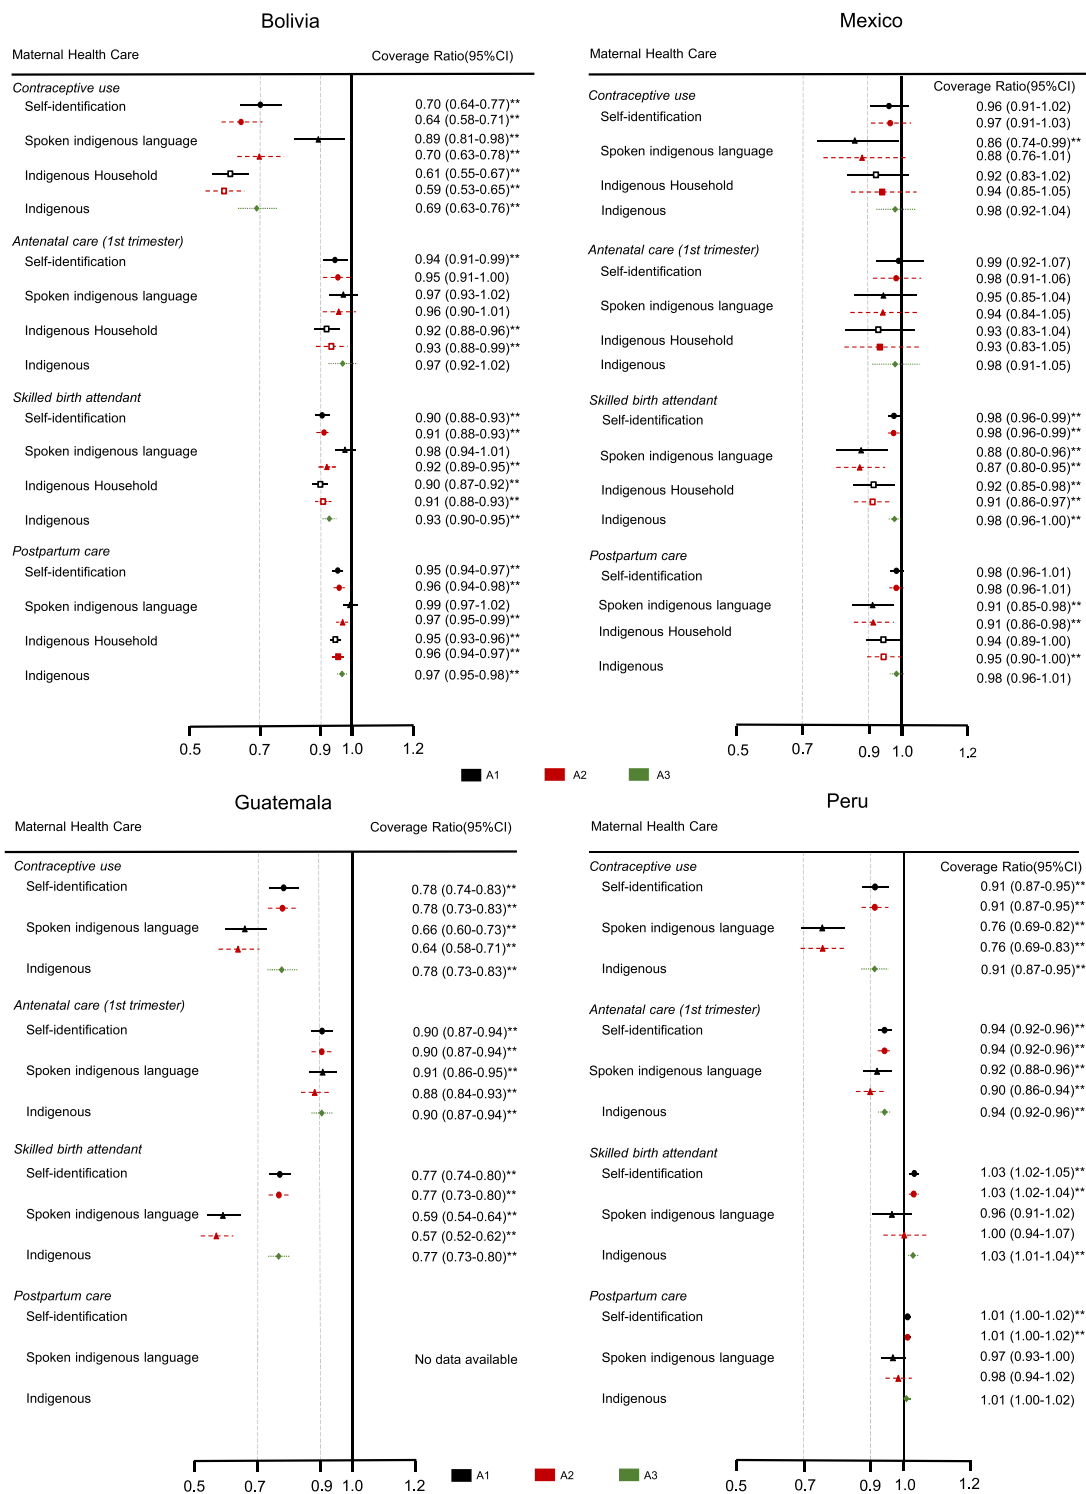 Bolivia
Maternal Health Care
Coverage Ratio(95%CI)
Contraceptive use
Self-identification
0.70 (0.64-0.77)**
0.64 (0.58-0.71)**
Spoken indigenous language
0.89 (0.81-0.98)**
0.70 (0.63-0.78)**
Indigenous Household
0.61 (0.55-0.67)**
0.59 (0.53-0.65)**
Indigenous
0.69 (0.63-0.76)**
Antenatal care (1st trimester)
Self-identification
0.94 (0.91-0.99)**
0.95 (0.91-1.00)
Spoken indigenous language
0.97 (0.93-1.02)
0.96 (0.90-1.01)
Indigenous Household
0.92 (0.88-0.96)**
0.93 (0.88-0.99)**
Indigenous
0.97 (0.92-1.02)
Skilled birth attendant
Self-identification
0.90 (0.88-0.93)**
0.91 (0.88-0.93)**
Spoken indigenous language
0.98 (0.94-1.01)
0.92 (0.89-0.95)**
Indigenous Household
0.90 (0.87-0.92)**
0.91 (0.88-0.93)**
Indigenous
0.93 (0.90-0.95)**
Postpartum care
Self-identification
0.95 (0.94-0.97)**
0.96 (0.94-0.98)**
Spoken indigenous language
0.99 (0.97-1.02)
0.97 (0.95-0.99)**
Indigenous Household
0.95 (0.93-0.96)**
0.96 (0.94-0.97)**
Indigenous
0.97 (0.95-0.98)**
0.5 0.7 0.9 1.0 1.2
Mexico
Maternal Health Care
Coverage Ratio(95%CI)
Contraceptive use
Self-identification
0.96 (0.91-1.02)
0.97 (0.91-1.03)
Spoken indigenous language
0.86 (0.74-0.99)**
0.88 (0.76-1.01)
Indigenous Household
0.92 (0.83-1.02)
0.94 (0.85-1.05)
Indigenous
0.98 (0.92-1.04)
Antenatal care (1st trimester)
Self-identification
0.99 (0.92-1.07)
0.98 (0.91-1.06)
Spoken indigenous language
0.95 (0.85-1.04)
0.94 (0.84-1.05)
Indigenous Household
0.93 (0.83-1.04)
0.93 (0.83-1.05)
Indigenous
0.98 (0.91-1.05)
Skilled birth attendant
Self-identification
0.98 (0.96-0.99)**
0.98 (0.96-0.99)**
Spoken indigenous language
0.88 (0.80-0.96)**
0.87 (0.80-0.95)**
Indigenous Household
0.92 (0.85-0.98)**
0.91 (0.86-0.97)**
Indigenous
0.98 (0.96-1.00)**
Postpartum care
Self-identification
0.98 (0.96-1.01)
0.98 (0.96-1.01)
Spoken indigenous language
0.91 (0.85-0.98)**
0.91 (0.86-0.98)**
Indigenous Household
0.94 (0.89-1.00)
0.95 (0.90-1.00)**
Indigenous
0.98 (0.96-1.01)
0.5 0.7 0.9 1.0 1.2
A1 A2 A3
Guatemala
Maternal Health Care
Coverage Ratio(95%CI)
Contraceptive use
Self-identification
0.78 (0.74-0.83)**
0.78 (0.73-0.83)**
Spoken indigenous language
0.66 (0.60-0.73)**
0.64 (0.58-0.71)**
Indigenous
0.78 (0.73-0.83)**
Antenatal care (1st trimester)
Self-identification
0.90 (0.87-0.94)**
0.90 (0.87-0.94)**
Spoken indigenous language
0.91 (0.86-0.95)**
0.88 (0.84-0.93)**
Indigenous
0.90 (0.87-0.94)**
Skilled birth attendant
Self-identification
0.77 (0.74-0.80)**
0.77 (0.73-0.80)**
Spoken indigenous language
0.59 (0.54-0.64)**
0.57 (0.52-0.62)**
Indigenous
0.77 (0.73-0.80)**
Postpartum care
Self-identification
Spoken indigenous language
No data available
Indigenous
0.5 0.7 0.9 1.0 1.2
Peru
Maternal Health Care
Coverage Ratio(95%CI)
Contraceptive use
Self-identification
0.91 (0.87-0.95)**
0.91 (0.87-0.95)**
Spoken indigenous language
0.76 (0.69-0.82)**
0.76 (0.69-0.83)**
Indigenous
0.91 (0.87-0.95)**
Antenatal care (1st trimester)
Self-identification
0.94 (0.92-0.96)**
0.94 (0.92-0.96)**
Spoken indigenous language
0.92 (0.88-0.96)**
0.90 (0.86-0.94)**
Indigenous
0.94 (0.92-0.96)**
Skilled birth attendant
Self-identification
1.03 (1.02-1.05)**
1.03 (1.02-1.04)**
Spoken indigenous language
0.96 (0.91-1.02)
1.00 (0.94-1.07)
Indigenous
1.03 (1.01-1.04)**
Postpartum care
Self-identification
1.01 (1.00-1.02)**
1.01 (1.00-1.02)**
Spoken indigenous language
0.97 (0.93-1.00)
0.98 (0.94-1.02)
Indigenous
1.01 (1.00-1.02)
0.5 0.7 0.9 1.0 1.2
A1 A2 A3